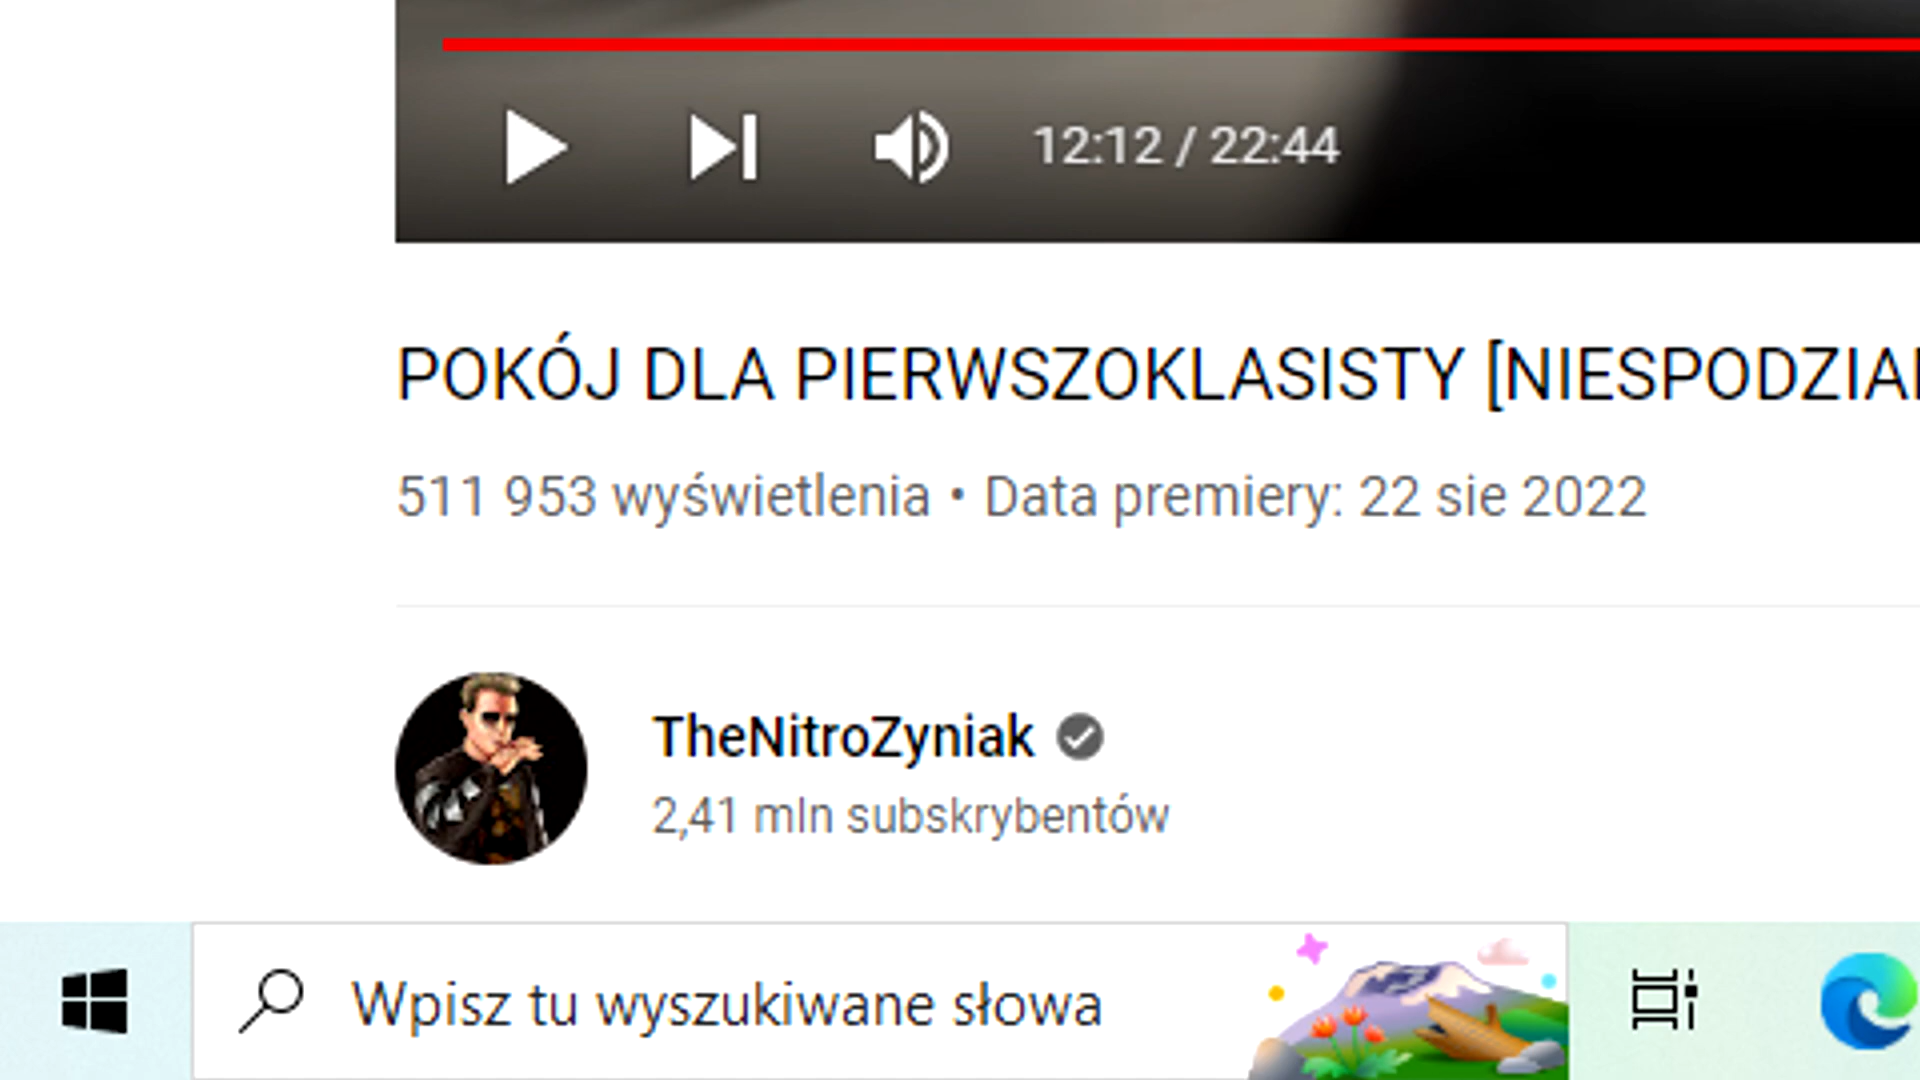 12:12 / 22:44
POKÓJ DLA PIERWSZOKLASISTY [NIESPODZIA
511 953 wyświetlenia • Data premiery: 22 sie 2022
TheNitroZyniak
2,41 mln subskrybentów
Wpisz tu wyszukiwane słowa